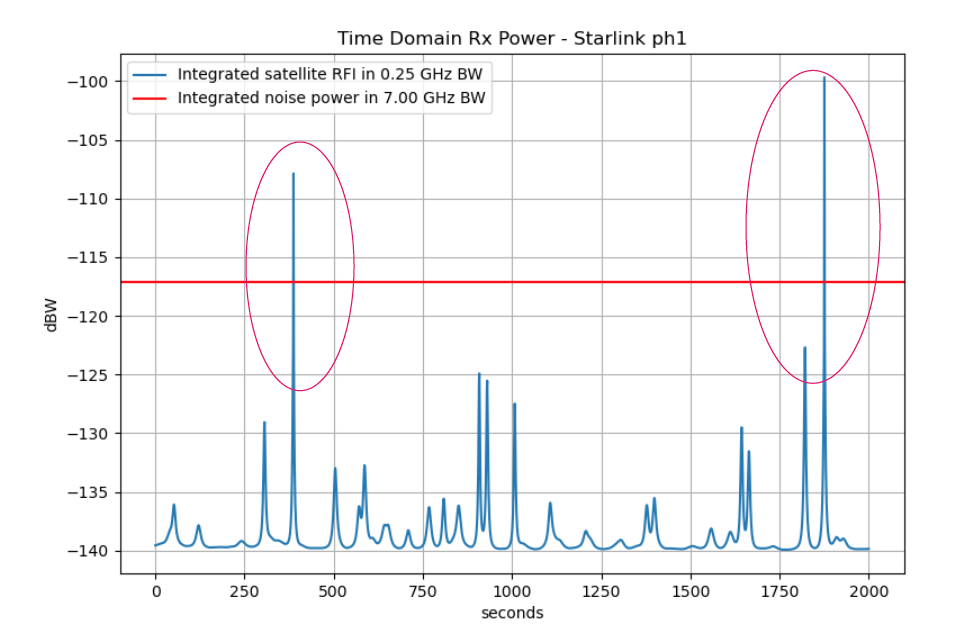 Time Domain Rx Power - Starlink ph1
Integrated satellite RFI in 0.25 GHz BW
Integrated noise power in 7.00 GHz BW
−100
−105
−110
−115
−120
−125
−130
−135
−140
dBW
0 250 500 750 1000 1250 1500 1750 2000
seconds